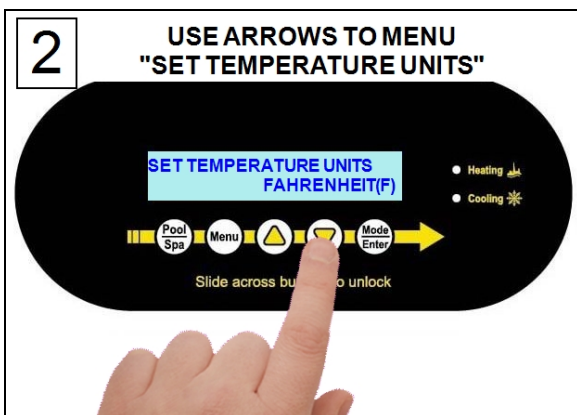 2
USE ARROWS TO MENU
"SET TEMPERATURE UNITS"
SET TEMPERATURE UNITS
FAHRENHEIT(F)
Heating
Cooling
Pool
Spa
Menu
Mode
Enter
Slide across bu o unlock